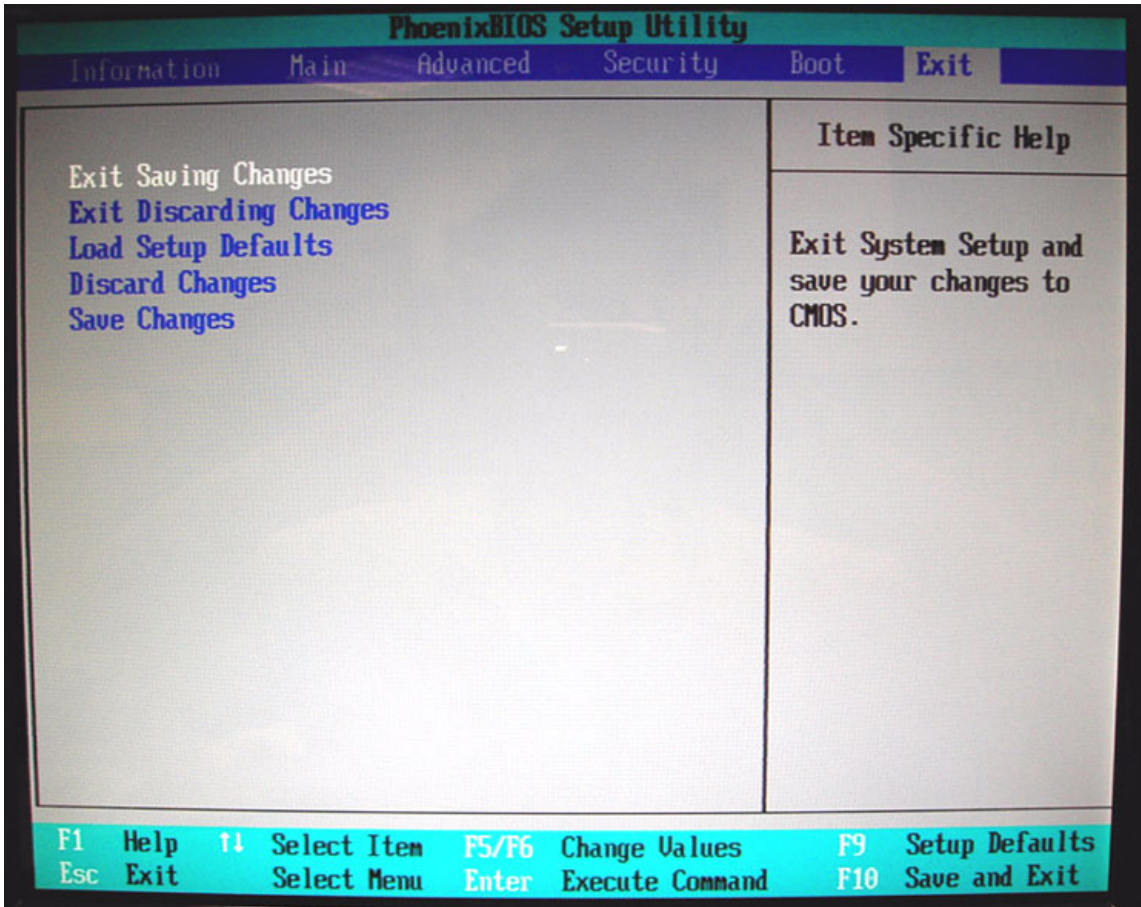 PhoenixBIOS Setup Utility
Information Main Advanced Security Boot Exit
Item Specific Help
Exit Saving Changes
Exit Discarding Changes
Load Setup Defaults
Discard Changes
Save Changes
Exit System Setup and
save your changes to
CMOS.
F1 Help ↑↓ Select Item F5/F6 Change Values F9 Setup Defaults
Esc Exit Select Menu Enter Execute Command F10 Save and Exit